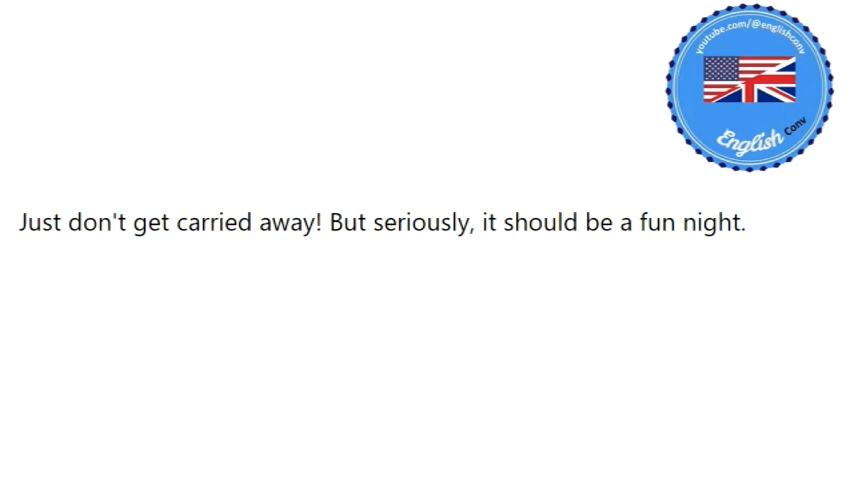 youtube.com/@englishconv
English Conv
Just don't get carried away! But seriously, it should be a fun night.